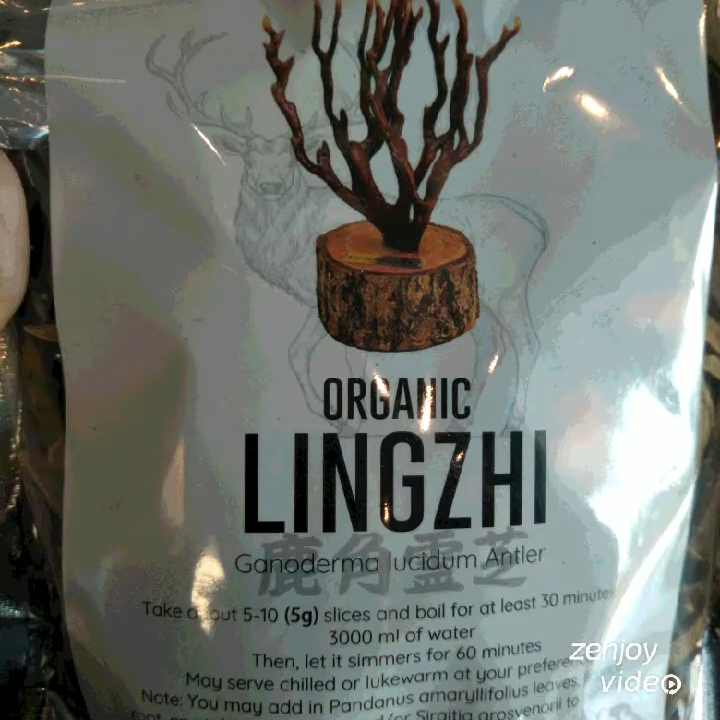 ORGANIC
LINGZHI
鹿角霊芝
Ganoderma lucidum Antler
Take about 5-10 (5g) slices and boil for at least 30 minutes
3000 ml of water
Then, let it simmers for 60 minutes
May serve chilled or lukewarm at your
Note: You may add in Pandanus amaryllifolius leaves
Siraitia grosvenorii to
zenjoy
video